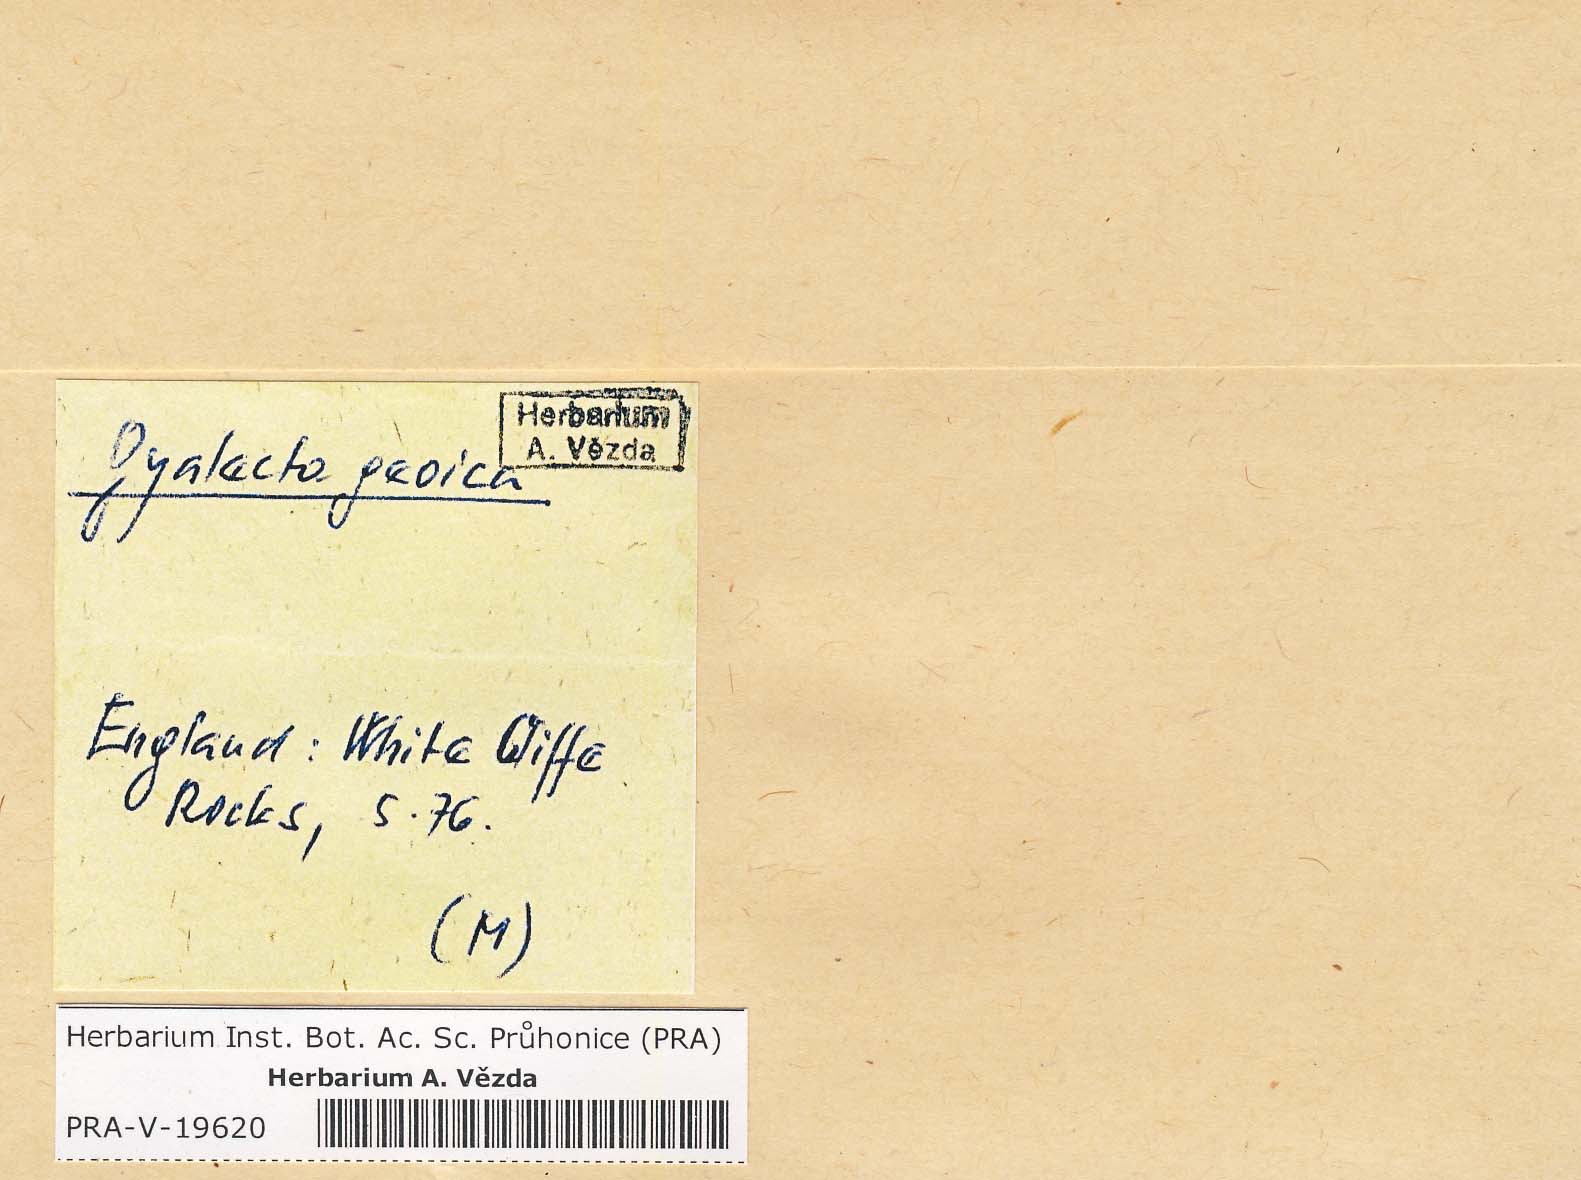 Herbarium
A. Vězda
Gyalecta geoica
England: White Cliffe
Rocks, 5.76.
(M)
Herbarium Inst. Bot. Ac. Sc. Průhonice (PRA)
Herbarium A. Vězda
PRA-V-19620